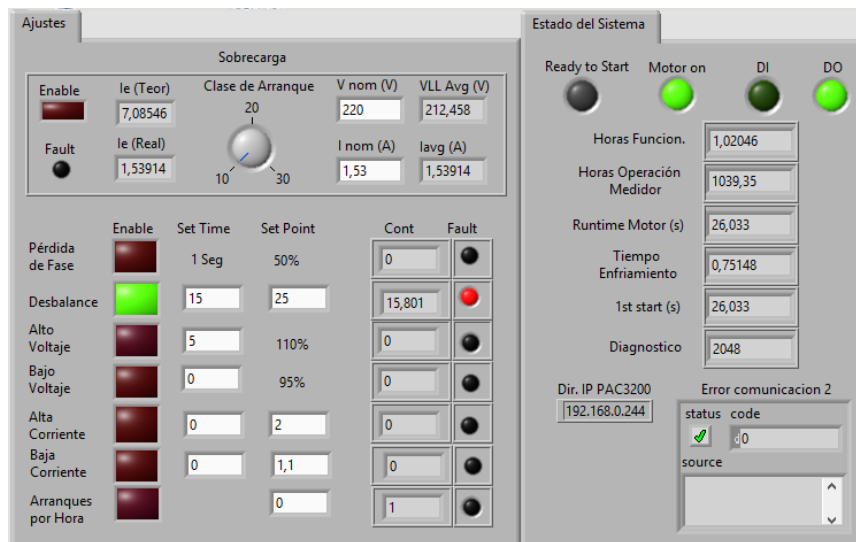 Ajustes
Sobrecarga
Enable
Ie (Teor)
Clase de Arranque
V nom (V)
VLL Avg (V)
7,08546
20
220
212,458
Fault
Ie (Real)
I nom (A)
Iavg (A)
1,53914
10
30
1,53
1,53914
Enable
Set Time
Set Point
Cont
Fault
Pérdida
de Fase
1 Seg
50%
0
Desbalance
15
25
15,801
Alto
Voltaje
5
110%
0
Bajo
Voltaje
0
95%
0
Alta
Corriente
0
2
0
Baja
Corriente
0
1,1
0
Arranques
por Hora
0
1
Estado del Sistema
Ready to Start
Motor on
DI
DO
Horas Funcion.
1,02046
Horas Operación
Medidor
1039,35
Runtime Motor (s)
26,033
Tiempo
Enfriamiento
0,75148
1st start (s)
26,033
Diagnostico
2048
Dir. IP PAC3200
192.168.0.244
Error comunicacion 2
status
code
d0
source